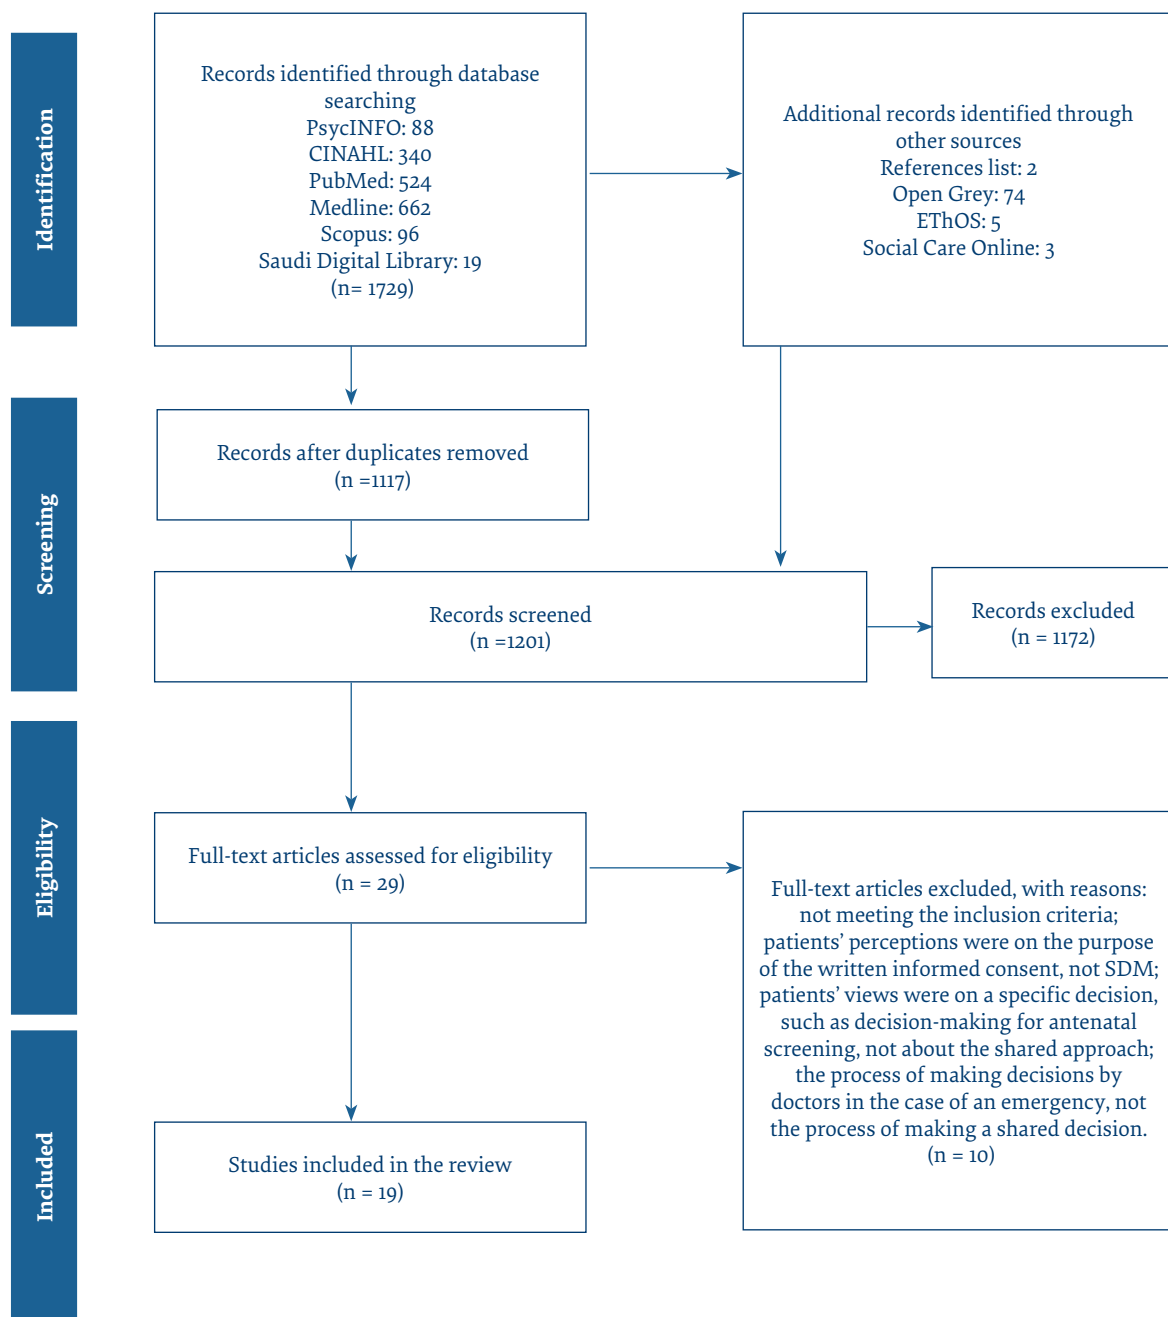 Identification
Records identified through database
searching
PsycINFO: 88
CINAHL: 340
PubMed: 524
Medline: 662
Scopus: 96
Saudi Digital Library: 19
(n= 1729)
Additional records identified through
other sources
References list: 2
Open Grey: 74
EThOS: 5
Social Care Online: 3
Screening
Records after duplicates removed
(n =1117)
Records screened
(n =1201)
Records excluded
(n = 1172)
Eligibility
Full-text articles assessed for eligibility
(n = 29)
Full-text articles excluded, with reasons:
not meeting the inclusion criteria;
patients’ perceptions were on the purpose
of the written informed consent, not SDM;
patients’ views were on a specific decision,
such as decision-making for antenatal
screening, not about the shared approach;
the process of making decisions by
doctors in the case of an emergency, not
the process of making a shared decision.
(n = 10)
Included
Studies included in the review
(n = 19)